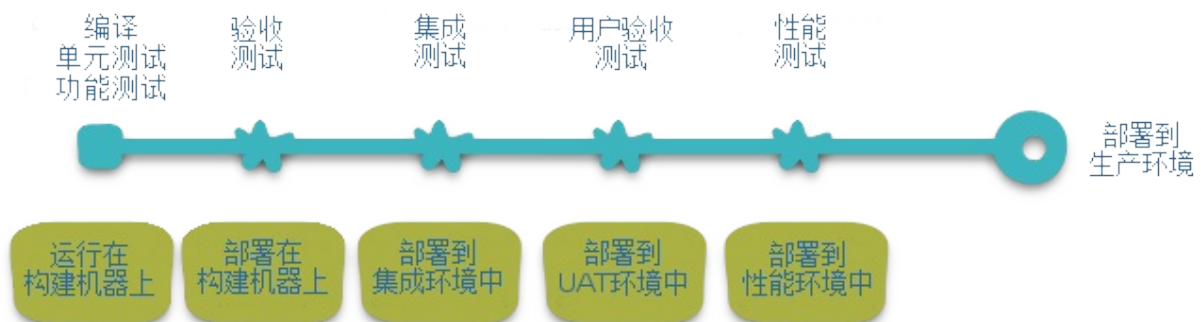 编译
单元测试
功能测试
验收
测试
集成
测试
用户验收
测试
性能
测试
部署到
生产环境
运行在
构建机器上
部署在
构建机器上
部署到
集成环境中
部署到
UAT环境中
部署到
性能环境中